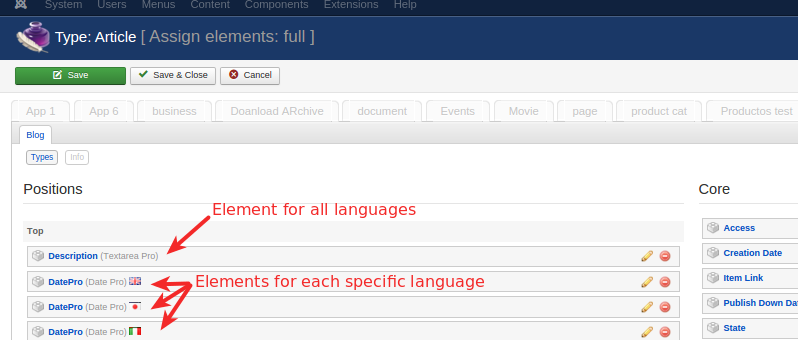 System Users Menus Content Components Extensions Help
Type: Article [ Assign elements: full ]
Save Save & Close Cancel
App 1 App 6 business Doanload ARchive document Events Movie page product cat Productos test
Blog
Types Info
Positions Core
Element for all languages
Top
Access
Description (Textarea Pro)
Creation Date
DatePro (Date Pro) Elements for each specific language
Item Link
DatePro (Date Pro)
Publish Down Da
DatePro (Date Pro)
State